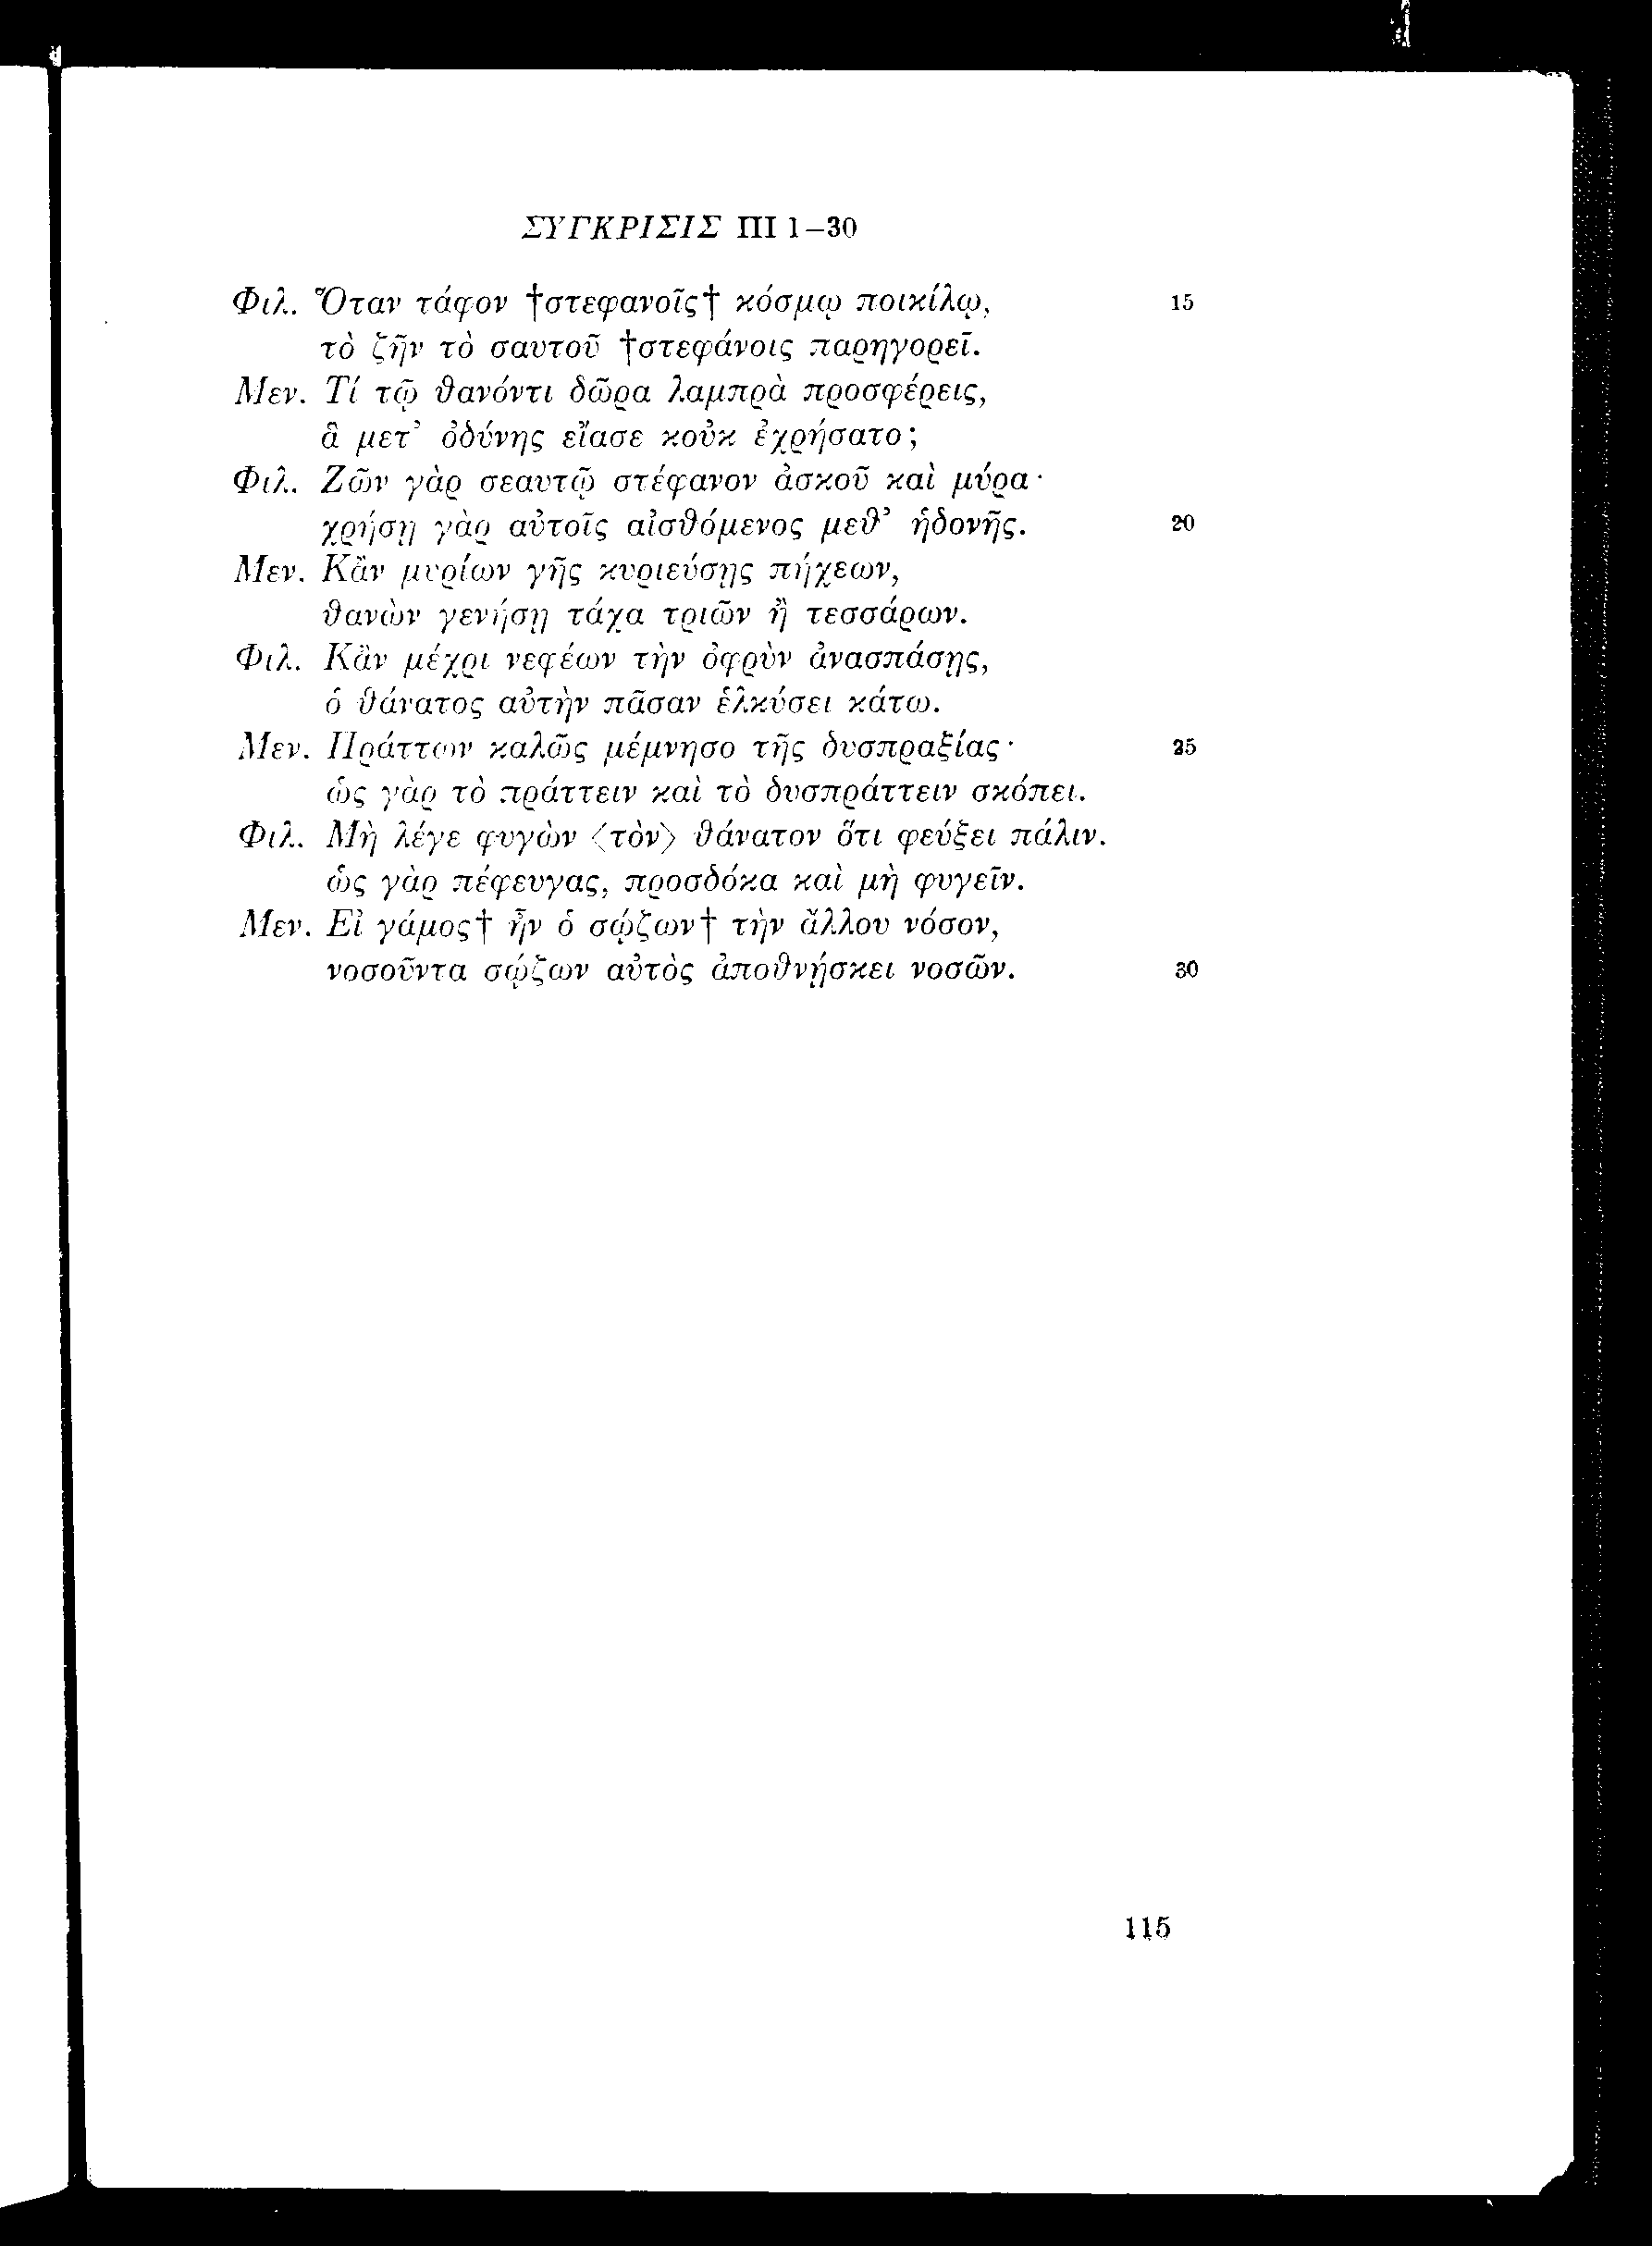 ΣΥΓΚΡΙΣΙΣ III 1–30
Φιλ. Ὅταν τάφον †στεφανοῖς† κόσμῳ ποικίλῳ, 15
τὸ ζῆν τὸ σαυτοῦ †στεφάνοις παρηγορεῖ.
Μεν. Τί τῷ θανόντι δῶρα λαμπρὰ προσφέρεις,
ἃ μετ’ ὀδύνης εἴασε κοὐκ ἐχρήσατο;
Φιλ. Ζῶν γὰρ σεαυτῷ στέφανον ἀσκοῦ καὶ μύρα·
χρήσῃ γὰρ αὐτοῖς αἰσθόμενος μεθ’ ἡδονῆς. 20
Μεν. Κἂν μυρίων γῆς κυριεύσῃς πήχεων,
θανὼν γενήσῃ τάχα τριῶν ἢ τεσσάρων.
Φιλ. Κἂν μέχρι νεφέων τὴν ὀφρὺν ἀνασπάσῃς,
ὁ θάνατος αὐτὴν πᾶσαν ἑλκύσει κάτω.
Μεν. Πράττων καλῶς μέμνησο τῆς δυσπραξίας· 25
ὡς γὰρ τὸ πράττειν καὶ τὸ δυσπράττειν σκόπει.
Φιλ. Μὴ λέγε φυγὼν ⟨τὸν⟩ θάνατον ὅτι φεύξει πάλιν.
ὡς γὰρ πέφευγας, προσδόκα καὶ μὴ φυγεῖν.
Μεν. Εἰ γάμος† ἦν ὁ σῴζων† τὴν ἄλλου νόσον,
νοσοῦντα σῴζων αὐτὸς ἀποθνῄσκει νοσῶν. 30
115